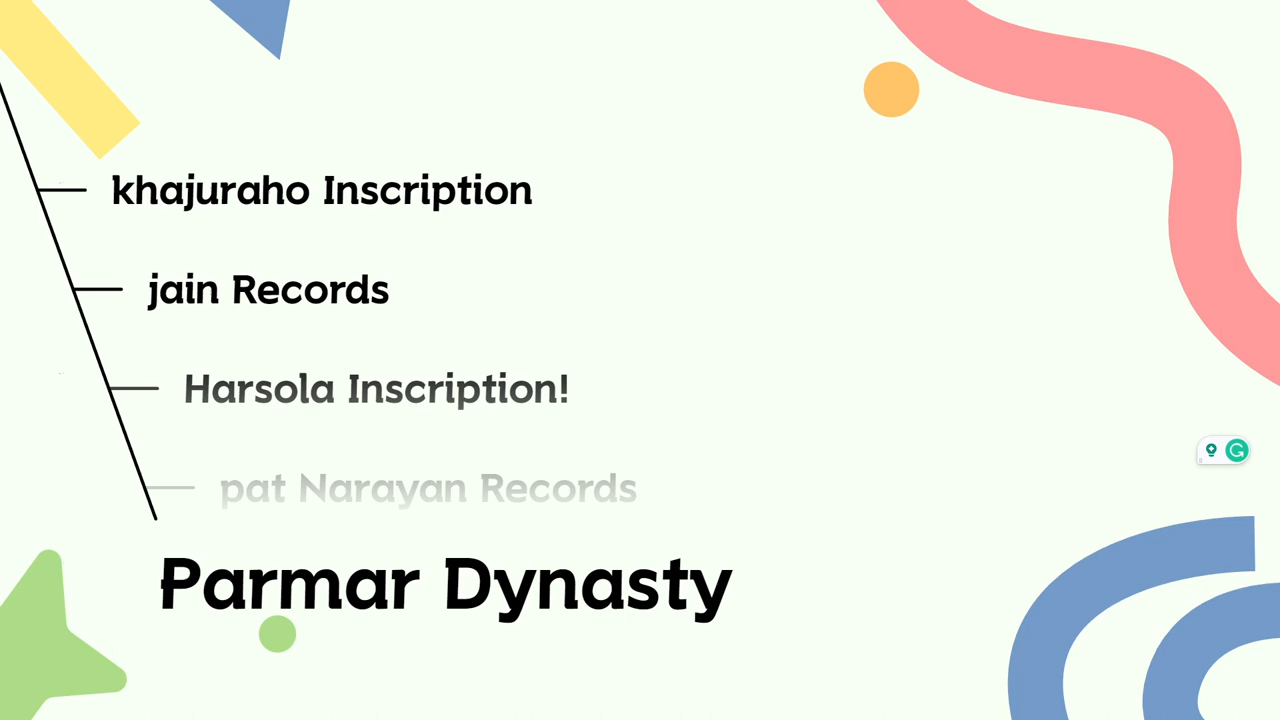 khajuraho Inscription
jain Records
Harsola Inscription!
pat Narayan Records
Parmar Dynasty